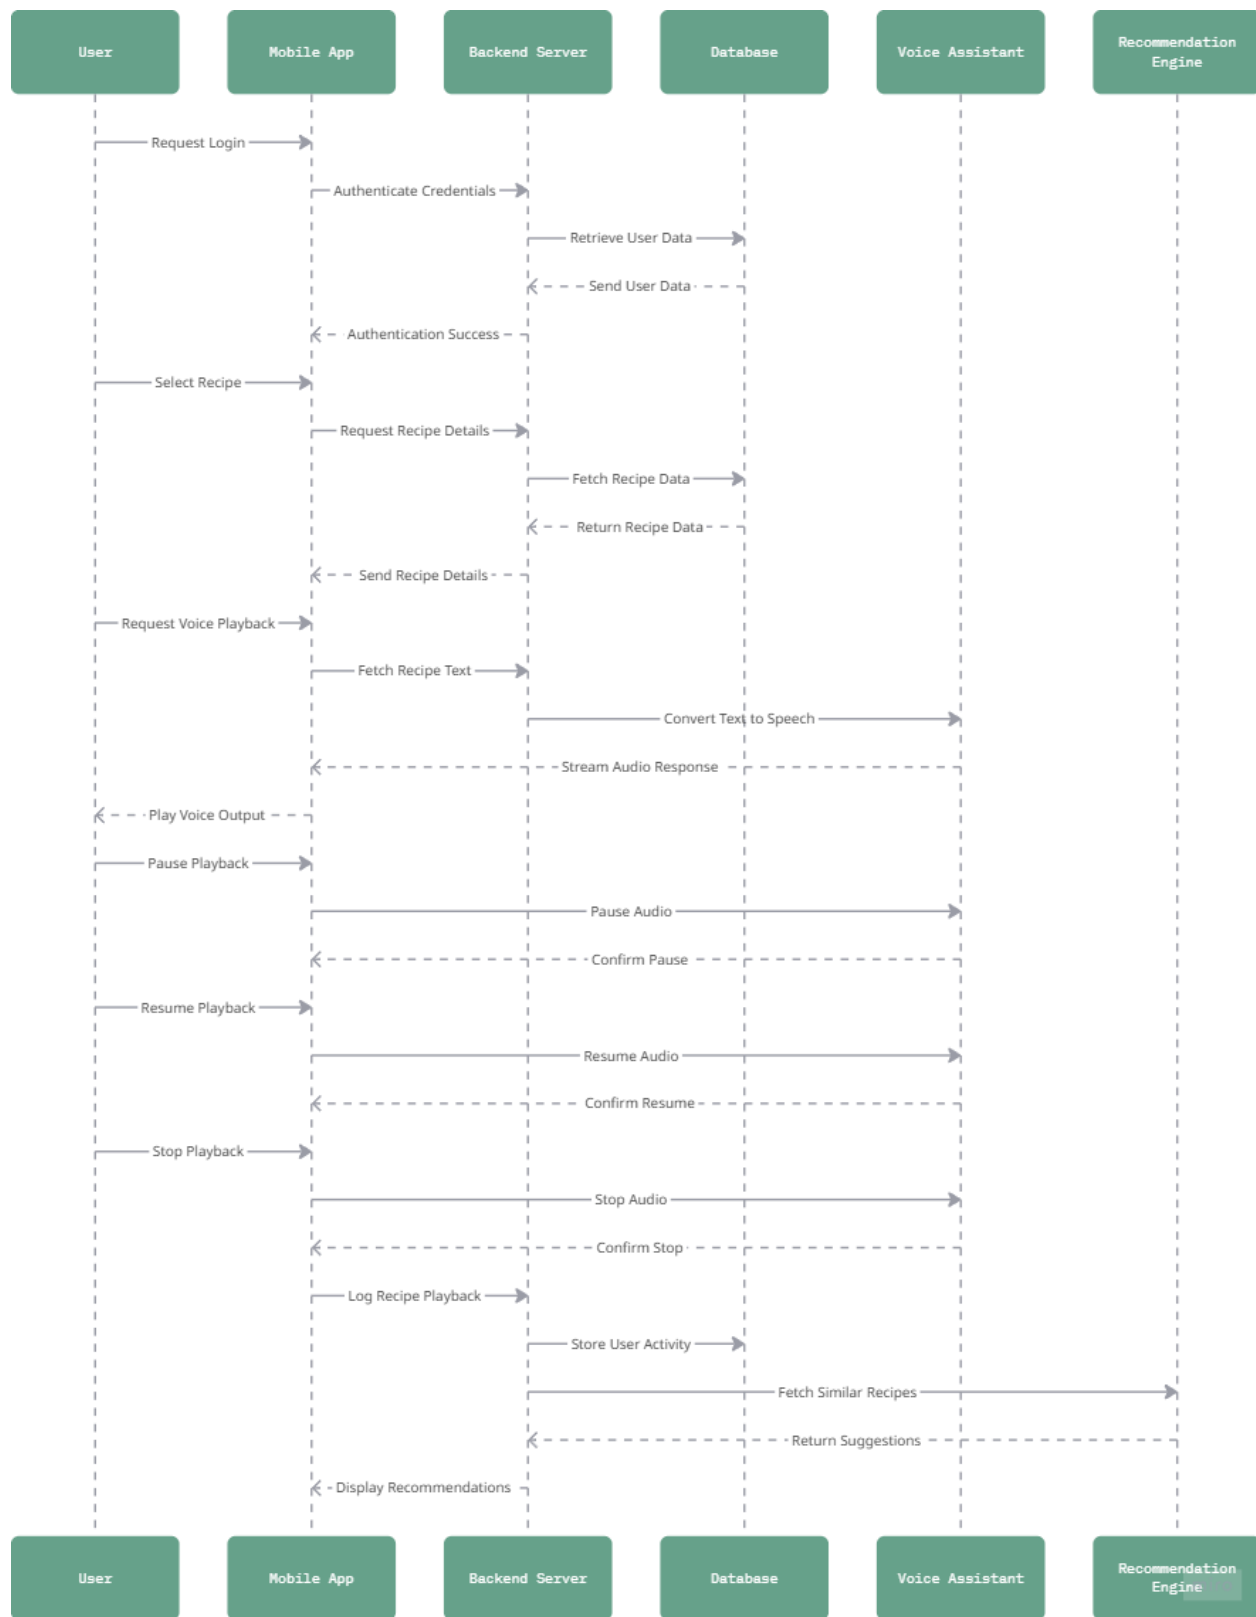 User
Mobile App
Backend Server
Database
Voice Assistant
Recommendation
Engine
Request Login
Authenticate Credentials
Retrieve User Data
Send User Data
Authentication Success
Select Recipe
Request Recipe Details
Fetch Recipe Data
Return Recipe Data
Send Recipe Details
Request Voice Playback
Fetch Recipe Text
Convert Text to Speech
Stream Audio Response
Play Voice Output
Pause Playback
Pause Audio
Confirm Pause
Resume Playback
Resume Audio
Confirm Resume
Stop Playback
Stop Audio
Confirm Stop
Log Recipe Playback
Store User Activity
Fetch Similar Recipes
Return Suggestions
Display Recommendations
User
Mobile App
Backend Server
Database
Voice Assistant
Recommendation
Engine